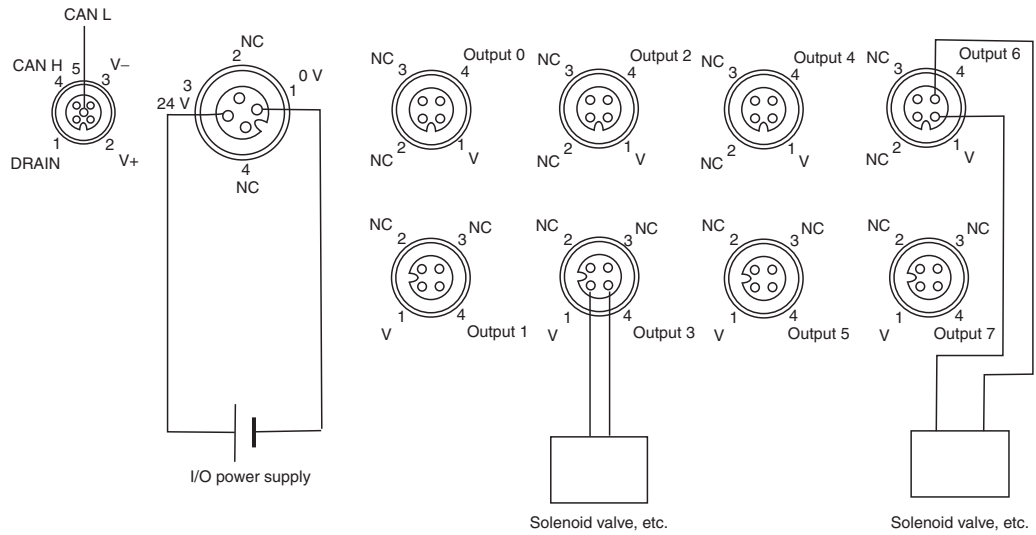 CAN L
CAN H
5
V–
4
3
1
2
DRAIN
V+
NC
2
3
0 V
24 V
1
4
NC
I/O power supply
NC
3
Output 0
4
NC
2
1
V
NC
3
Output 2
4
NC
2
1
V
NC
3
Output 4
4
NC
2
1
V
NC
3
Output 6
4
NC
2
1
V
NC
2
3
NC
1
4
V
Output 1
NC
2
3
NC
1
4
V
Output 3
NC
2
3
NC
1
4
V
Output 5
NC
2
3
NC
1
4
V
Output 7
Solenoid valve, etc.
Solenoid valve, etc.